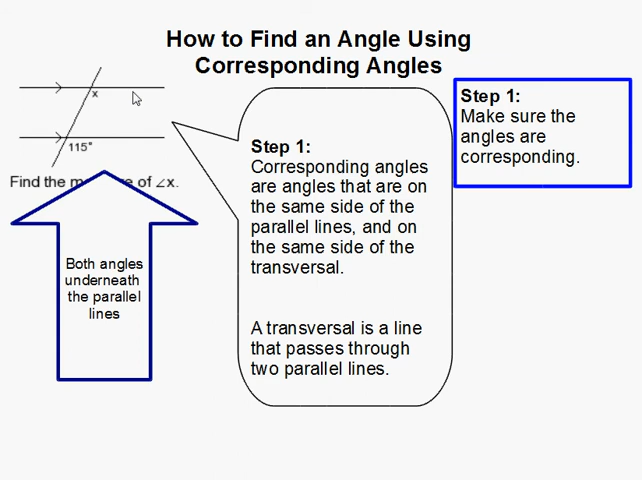 How to Find an Angle Using
Corresponding Angles
x
115°
Find the m e of ∠x.
Both angles
underneath
the parallel
lines
Step 1:
Corresponding angles
are angles that are on
the same side of the
parallel lines, and on
the same side of the
transversal.
A transversal is a line
that passes through
two parallel lines.
Step 1:
Make sure the
angles are
corresponding.